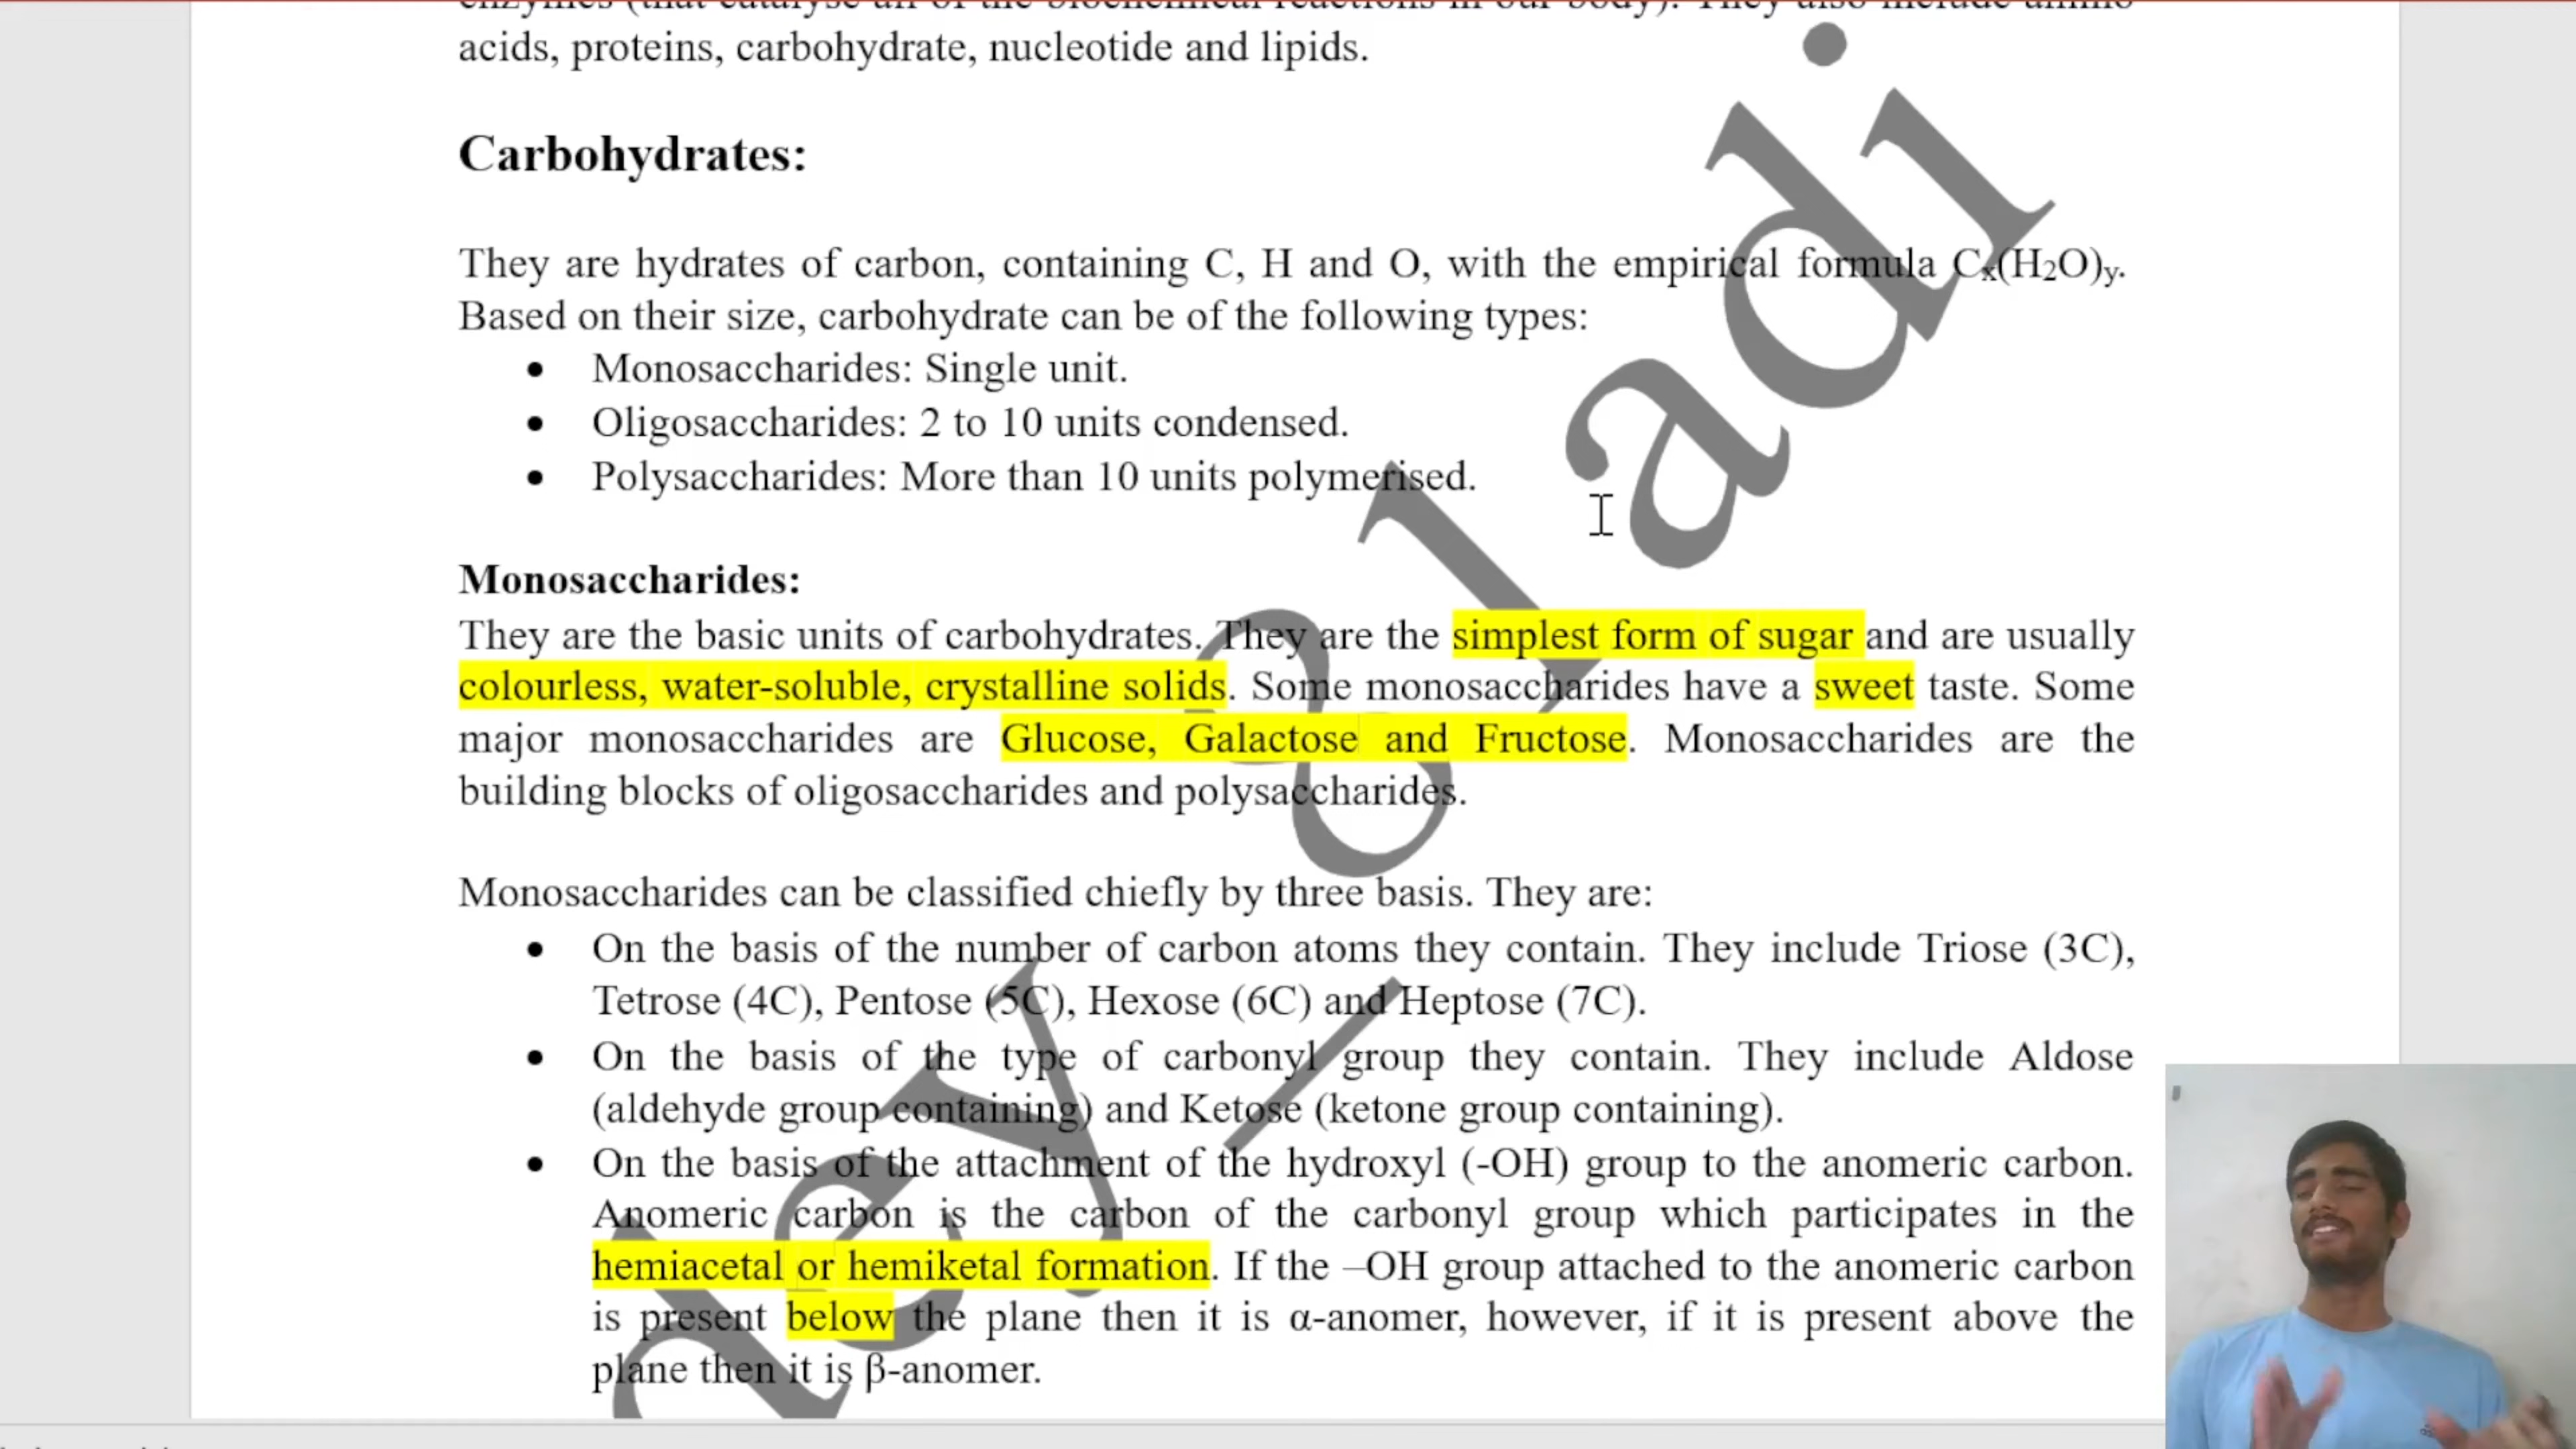 acids, proteins, carbohydrate, nucleotide and lipids.
Carbohydrates:
They are hydrates of carbon, containing C, H and O, with the empirical formula Cₓ(H₂O)y.
Based on their size, carbohydrate can be of the following types:
• Monosaccharides: Single unit.
• Oligosaccharides: 2 to 10 units condensed.
• Polysaccharides: More than 10 units polymerised.
Monosaccharides:
They are the basic units of carbohydrates. They are the simplest form of sugar and are usually
colourless, water-soluble, crystalline solids. Some monosaccharides have a sweet taste. Some
major monosaccharides are Glucose, Galactose and Fructose. Monosaccharides are the
building blocks of oligosaccharides and polysaccharides.
Monosaccharides can be classified chiefly by three basis. They are:
• On the basis of the number of carbon atoms they contain. They include Triose (3C),
Tetrose (4C), Pentose (5C), Hexose (6C) and Heptose (7C).
• On the basis of the type of carbonyl group they contain. They include Aldose
(aldehyde group containing) and Ketose (ketone group containing).
• On the basis of the attachment of the hydroxyl (-OH) group to the anomeric carbon.
Anomeric carbon is the carbon of the carbonyl group which participates in the
hemiacetal or hemiketal formation. If the –OH group attached to the anomeric carbon
is present below the plane then it is α-anomer, however, if it is present above the
plane then it is β-anomer.